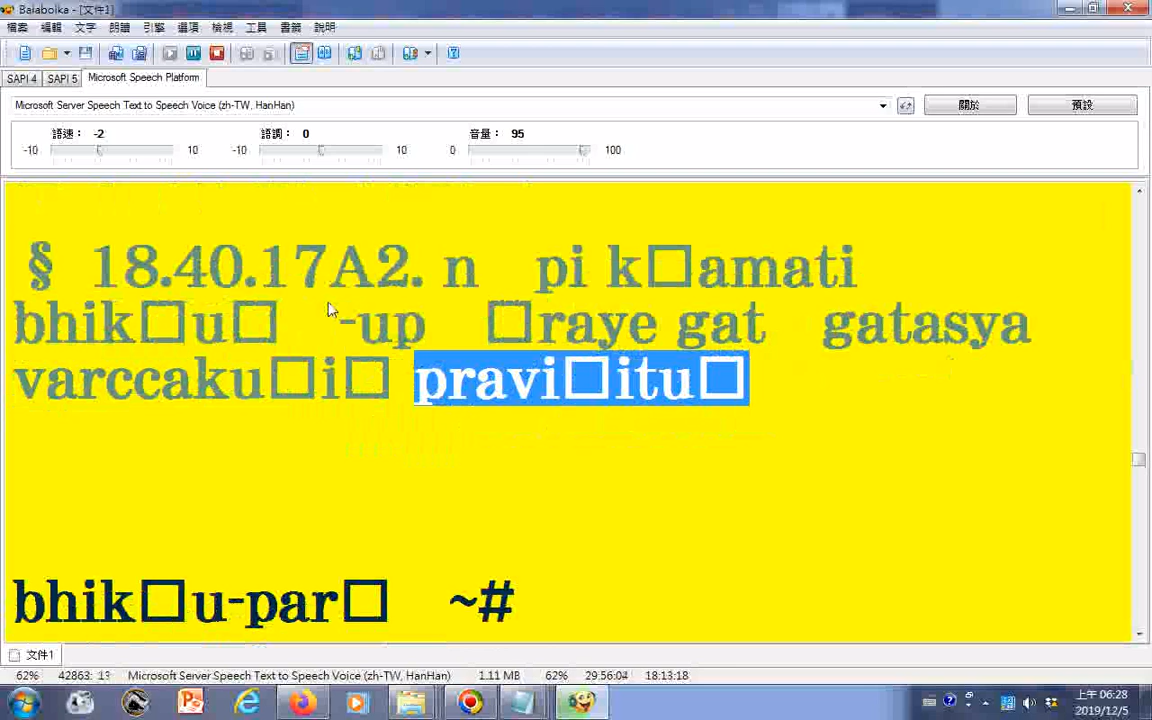 Balabolka - [文件1]
檔案 編輯 文字 朗讀 引擎 選項 檢視 工具 書籤 說明
SAPI 4 SAPI 5 Microsoft Speech Platform
Microsoft Server Speech Text to Speech Voice (zh-TW, HanHan) 關於 預設
語速： -2 語調： 0 音量： 95
-10 10 -10 10 0 100
§ 18.40.17A2. n pi k□amati
bhik□u□ -up □raye gat gatasya
varccaku□i□ pravi□itu□
bhik□u-par□ ~#
文件1
62% 42863: 13 Microsoft Server Speech Text to Speech Voice (zh-TW, HanHan) 1.11 MB 62% 29:56:04 18:13:18
上午 06:28
2019/12/5